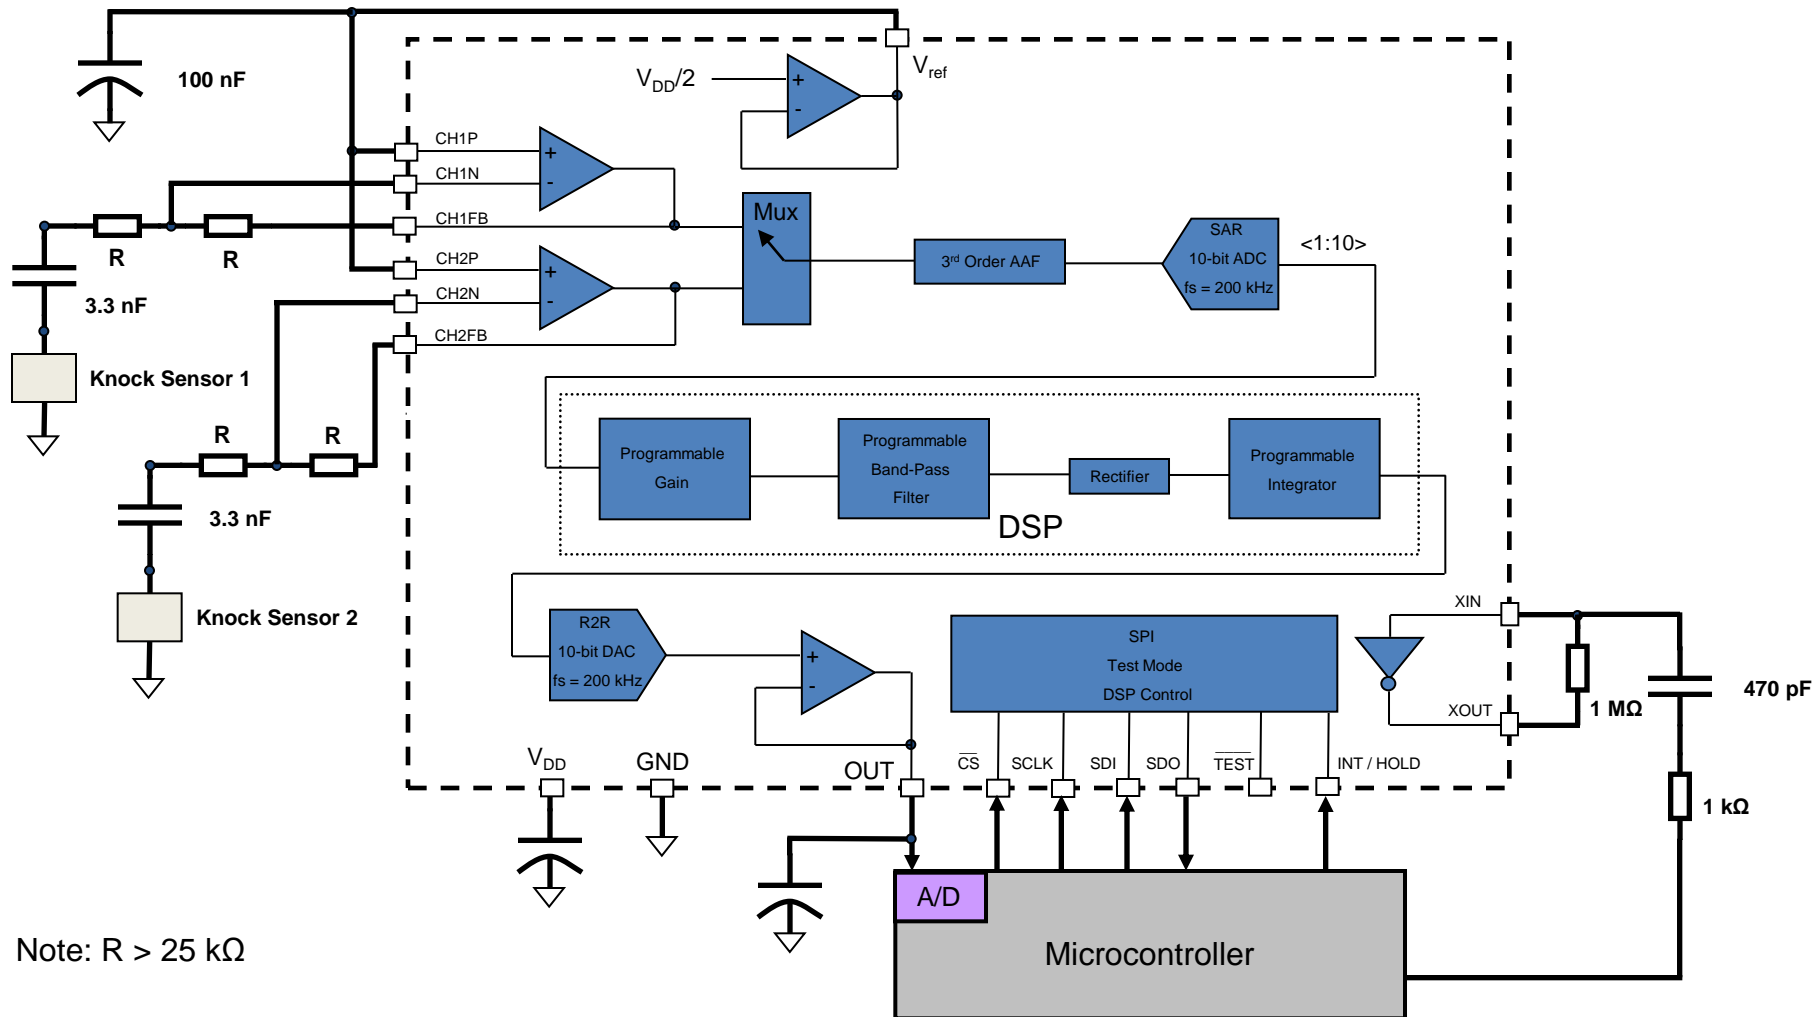 100 nF
V_DD/2
V_ref
CH1P
+
-
+
-
CH1N
CH1FB
Mux
R
R
CH2P
+
-
CH2N
CH2FB
3rd Order AAF
SAR
10-bit ADC
fs = 200 kHz
<1:10>
3.3 nF
Knock Sensor 1
R
R
3.3 nF
Knock Sensor 2
Programmable
Gain
Programmable
Band-Pass
Filter
Rectifier
Programmable
Integrator
DSP
R2R
10-bit DAC
fs = 200 kHz
+
-
SPI
Test Mode
DSP Control
XIN
XOUT
1 MΩ
470 pF
1 kΩ
V_DD
GND
OUT
CS
SCLK
SDI
SDO
TEST
INT / HOLD
A/D
Microcontroller
Note: R > 25 kΩ